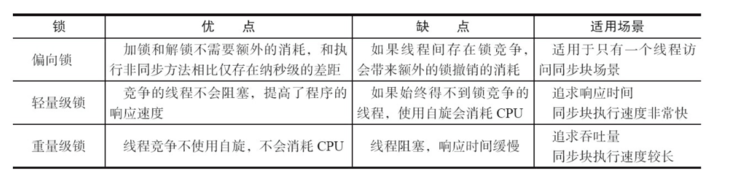 锁 优 点 缺 点 适用场景
偏向锁
加锁和解锁不需要额外的消耗，和执
行非同步方法相比仅存在纳秒级的差距
如果线程间存在锁竞争，
会带来额外的锁撤销的消耗
适用于只有一个线程访
问同步块场景
轻量级锁
竞争的线程不会阻塞，提高了程序的
响应速度
如果始终得不到锁竞争的
线程，使用自旋会消耗 CPU
追求响应时间
同步块执行速度非常快
重量级锁
线程竞争不使用自旋，不会消耗 CPU
线程阻塞，响应时间缓慢
追求吞吐量
同步块执行速度较长